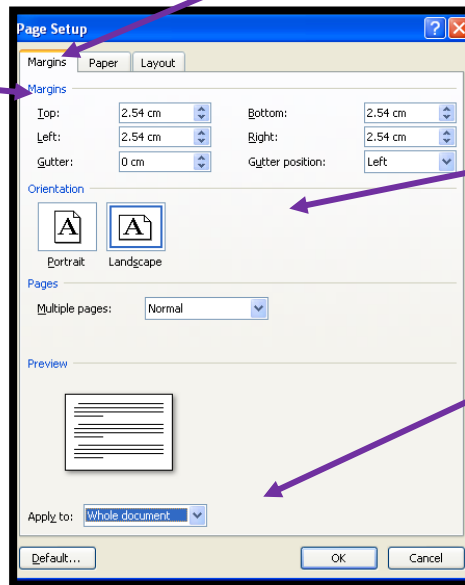 Page Setup
Margins Paper Layout
Margins
Top: 2.54 cm Bottom: 2.54 cm
Left: 2.54 cm Right: 2.54 cm
Gutter: 0 cm Gutter position: Left
Orientation
A A
Portrait Landscape
Pages
Multiple pages: Normal
Preview
Apply to: Whole document
Default... OK Cancel